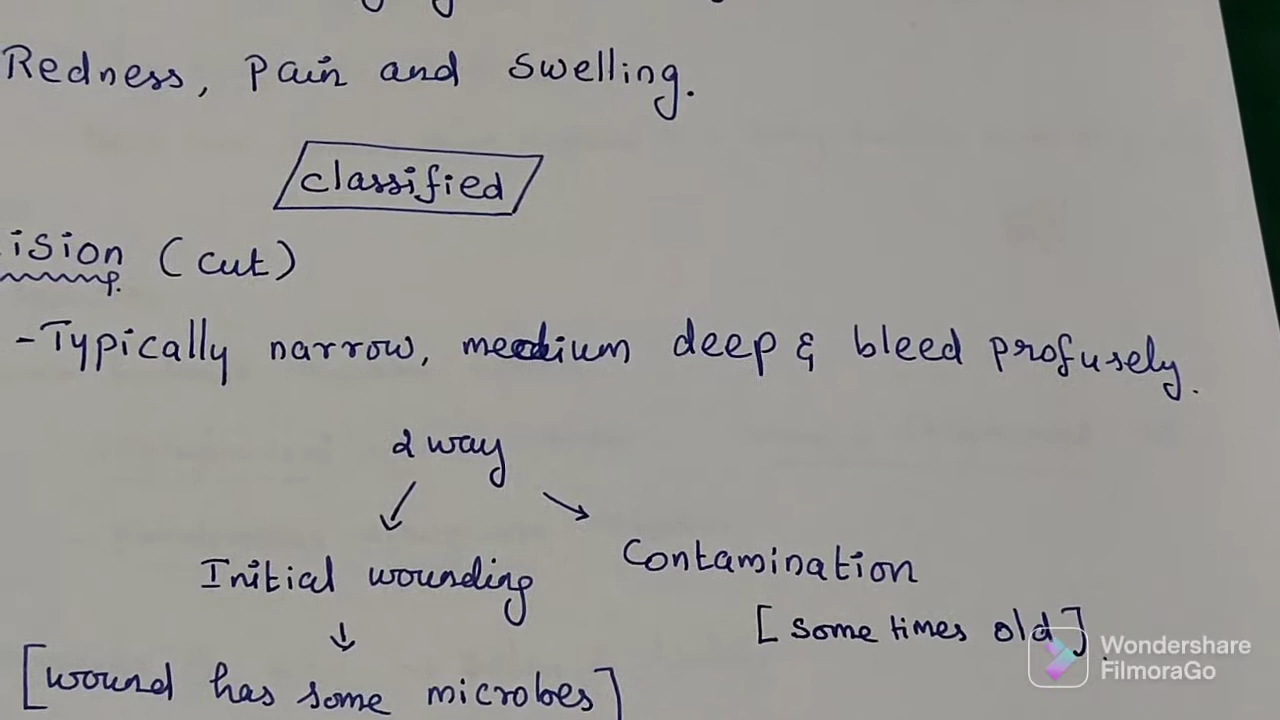 Redness, Pain and swelling.
classified
ision (cut)
- Typically narrow, medium deep & bleed profusely.
2 way
↙ ↘
Initial wounding
Contamination
↓
[some times old].
[wound has some microbes]
Wondershare
FilmoraGo